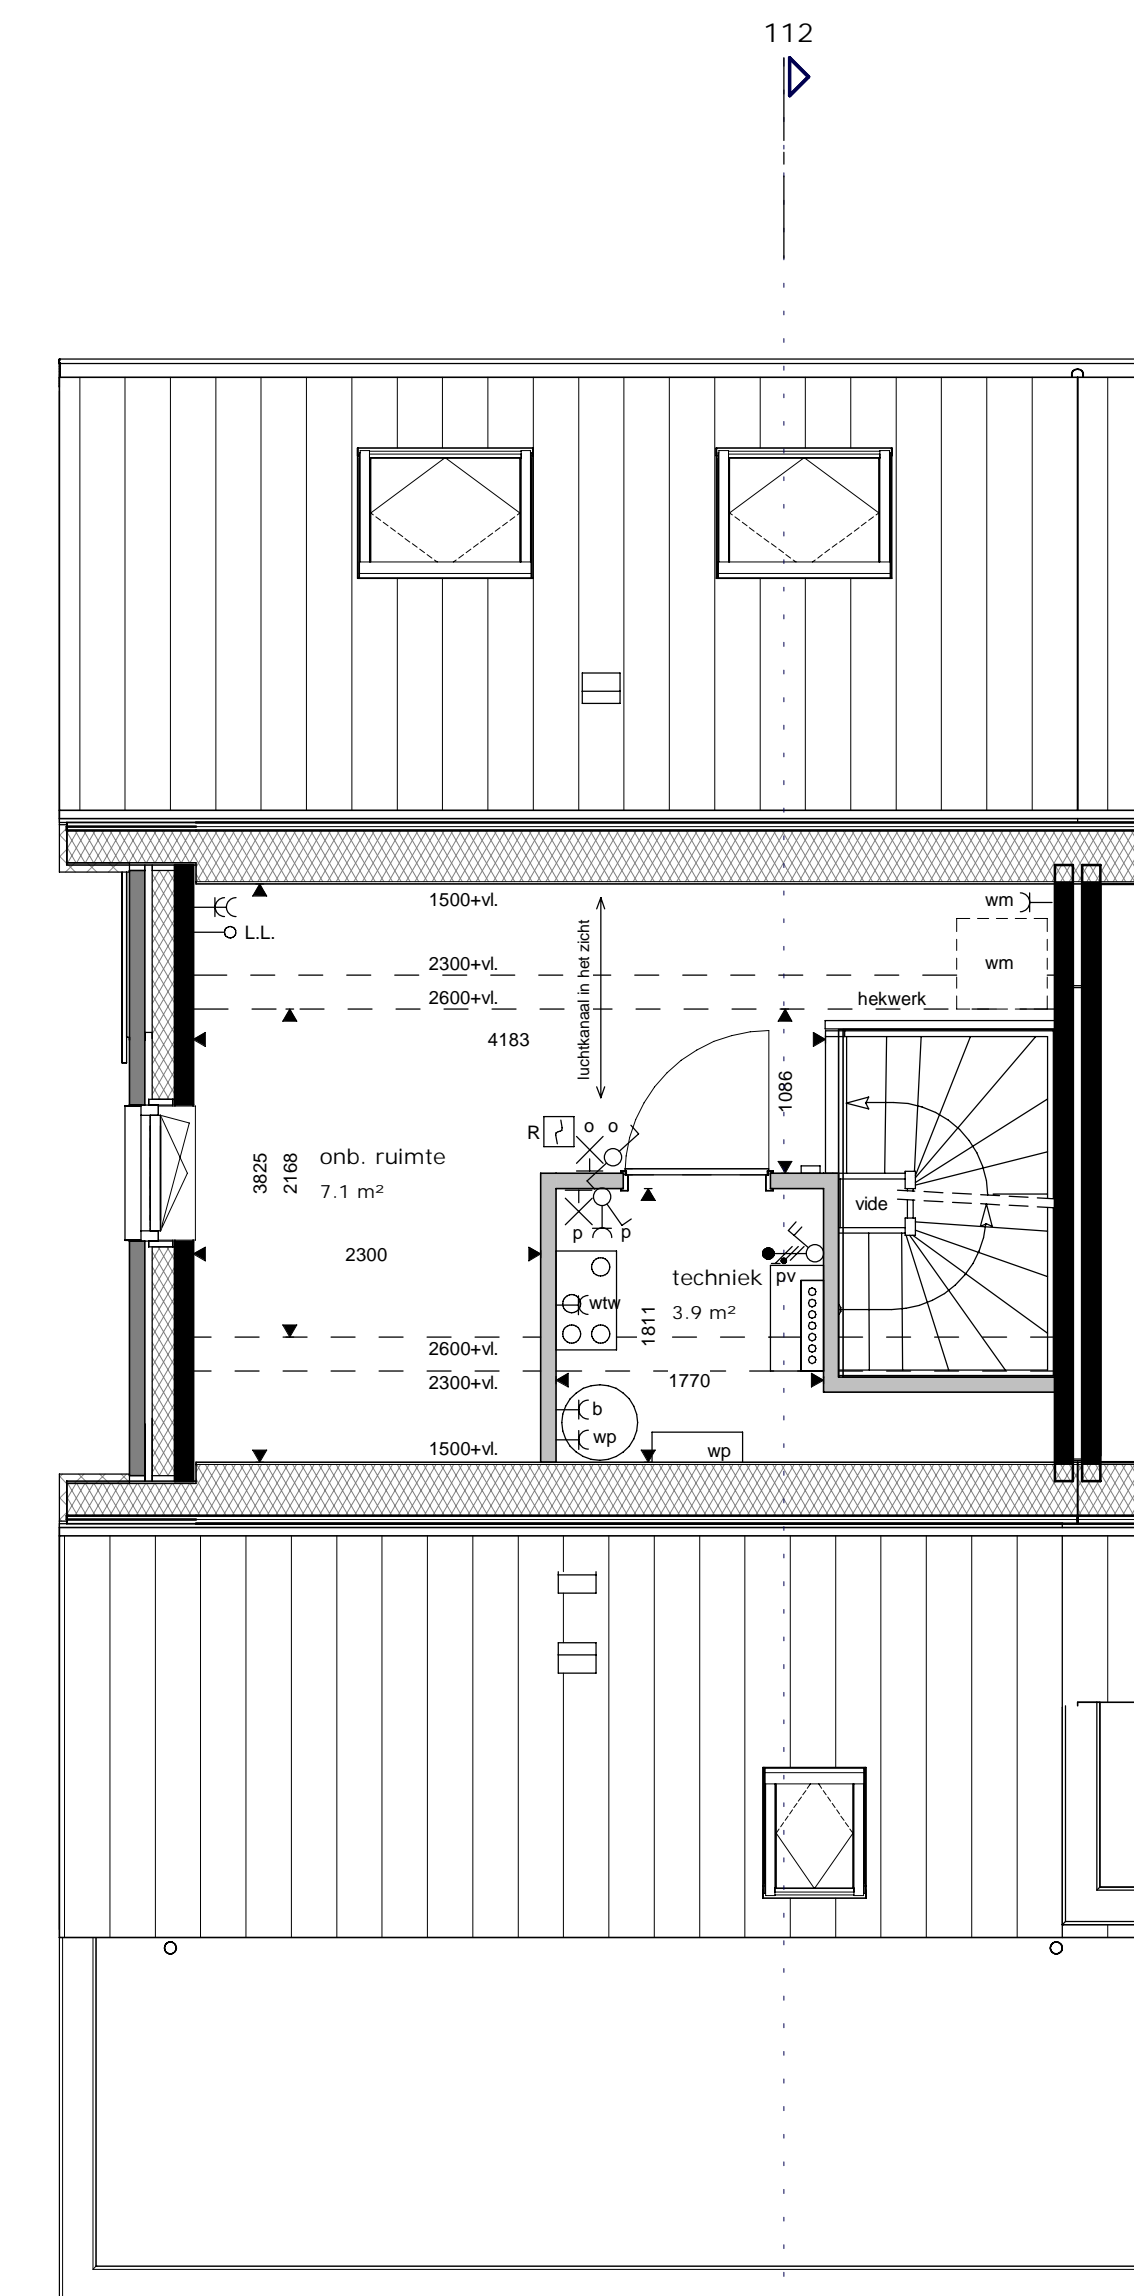 112
1500+vl.
wm
L.L.
2300+vl.
wm
2600+vl.
hekwerk
luchtkanaal in het zicht
4183
1086
R
o o
onb. ruimte
7.1 m²
3825
2168
vide
p p
2300
techniek
pv
3.9 m²
wtw
1811
2600+vl.
2300+vl.
1770
b
wp
1500+vl.
wp